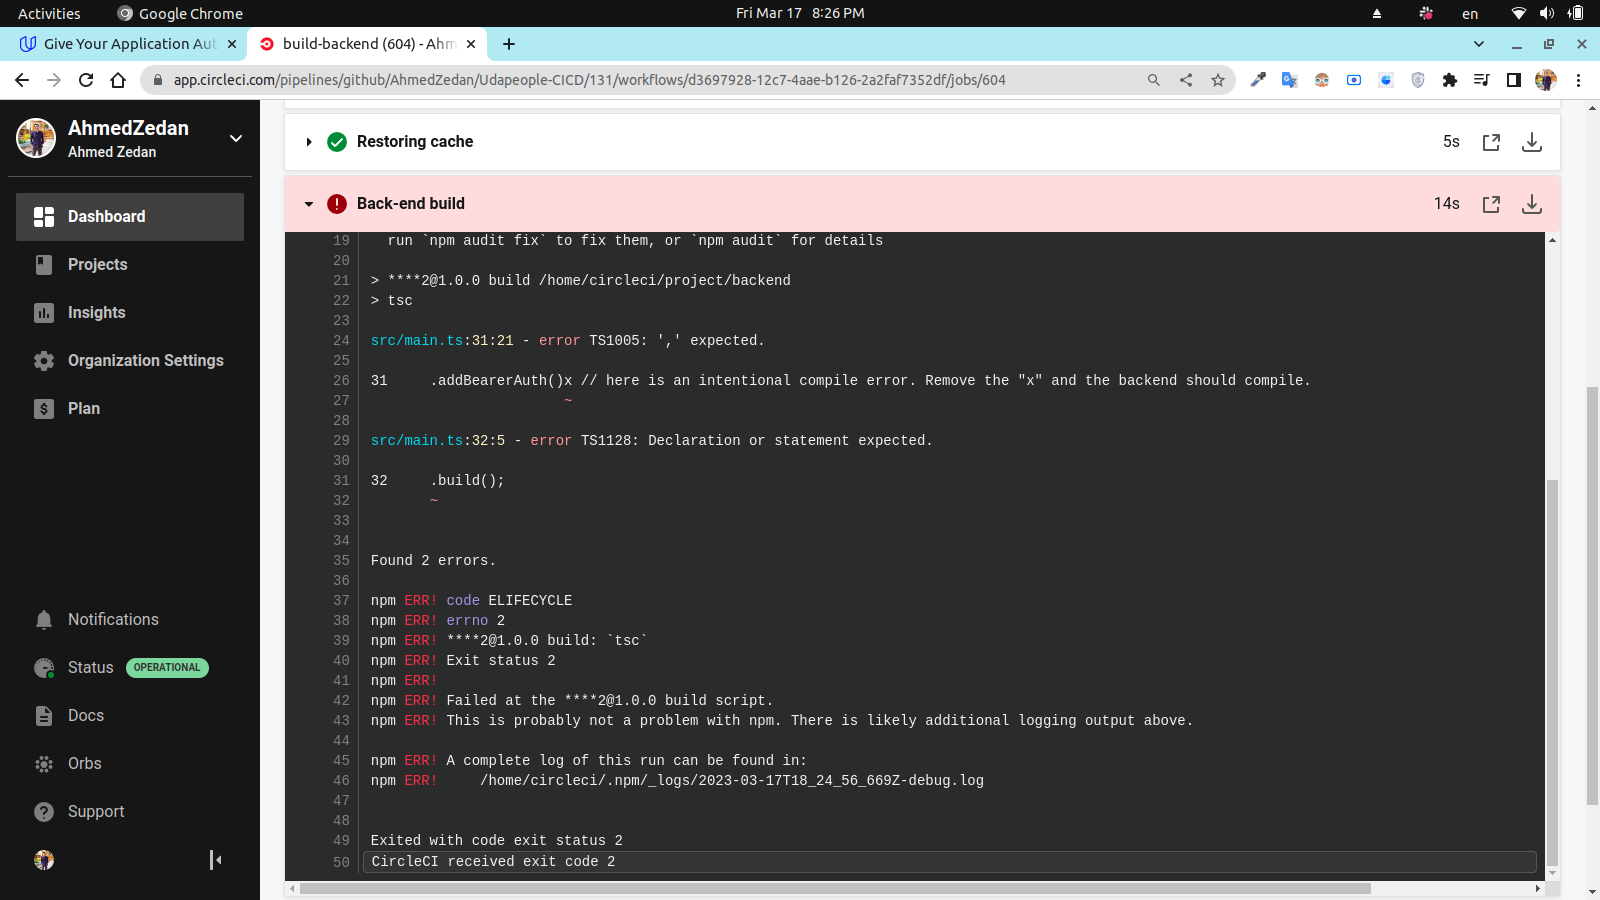 Activities
Google Chrome
Fri Mar 17 8:26 PM
en
Give Your Application Aut
build-backend (604) - Ahm
app.circleci.com/pipelines/github/AhmedZedan/Udapeople-CICD/131/workflows/d3697928-12c7-4aae-b126-2a2faf7352df/jobs/604
AhmedZedan
Ahmed Zedan
Dashboard
Projects
Insights
Organization Settings
Plan
Notifications
Status OPERATIONAL
Docs
Orbs
Support
Restoring cache 5s
Back-end build 14s
19 run `npm audit fix` to fix them, or `npm audit` for details
20
21 > ****2@1.0.0 build /home/circleci/project/backend
22 > tsc
23
24 src/main.ts:31:21 - error TS1005: ',' expected.
25
26 31     .addBearerAuth()x // here is an intentional compile error. Remove the "x" and the backend should compile.
27 ~
28
29 src/main.ts:32:5 - error TS1128: Declaration or statement expected.
30
31 32     .build();
32 ~
33
34
35 Found 2 errors.
36
37 npm ERR! code ELIFECYCLE
38 npm ERR! errno 2
39 npm ERR! ****2@1.0.0 build: `tsc`
40 npm ERR! Exit status 2
41 npm ERR!
42 npm ERR! Failed at the ****2@1.0.0 build script.
43 npm ERR! This is probably not a problem with npm. There is likely additional logging output above.
44
45 npm ERR! A complete log of this run can be found in:
46 npm ERR!     /home/circleci/.npm/_logs/2023-03-17T18_24_56_669Z-debug.log
47
48
49 Exited with code exit status 2
50 CircleCI received exit code 2